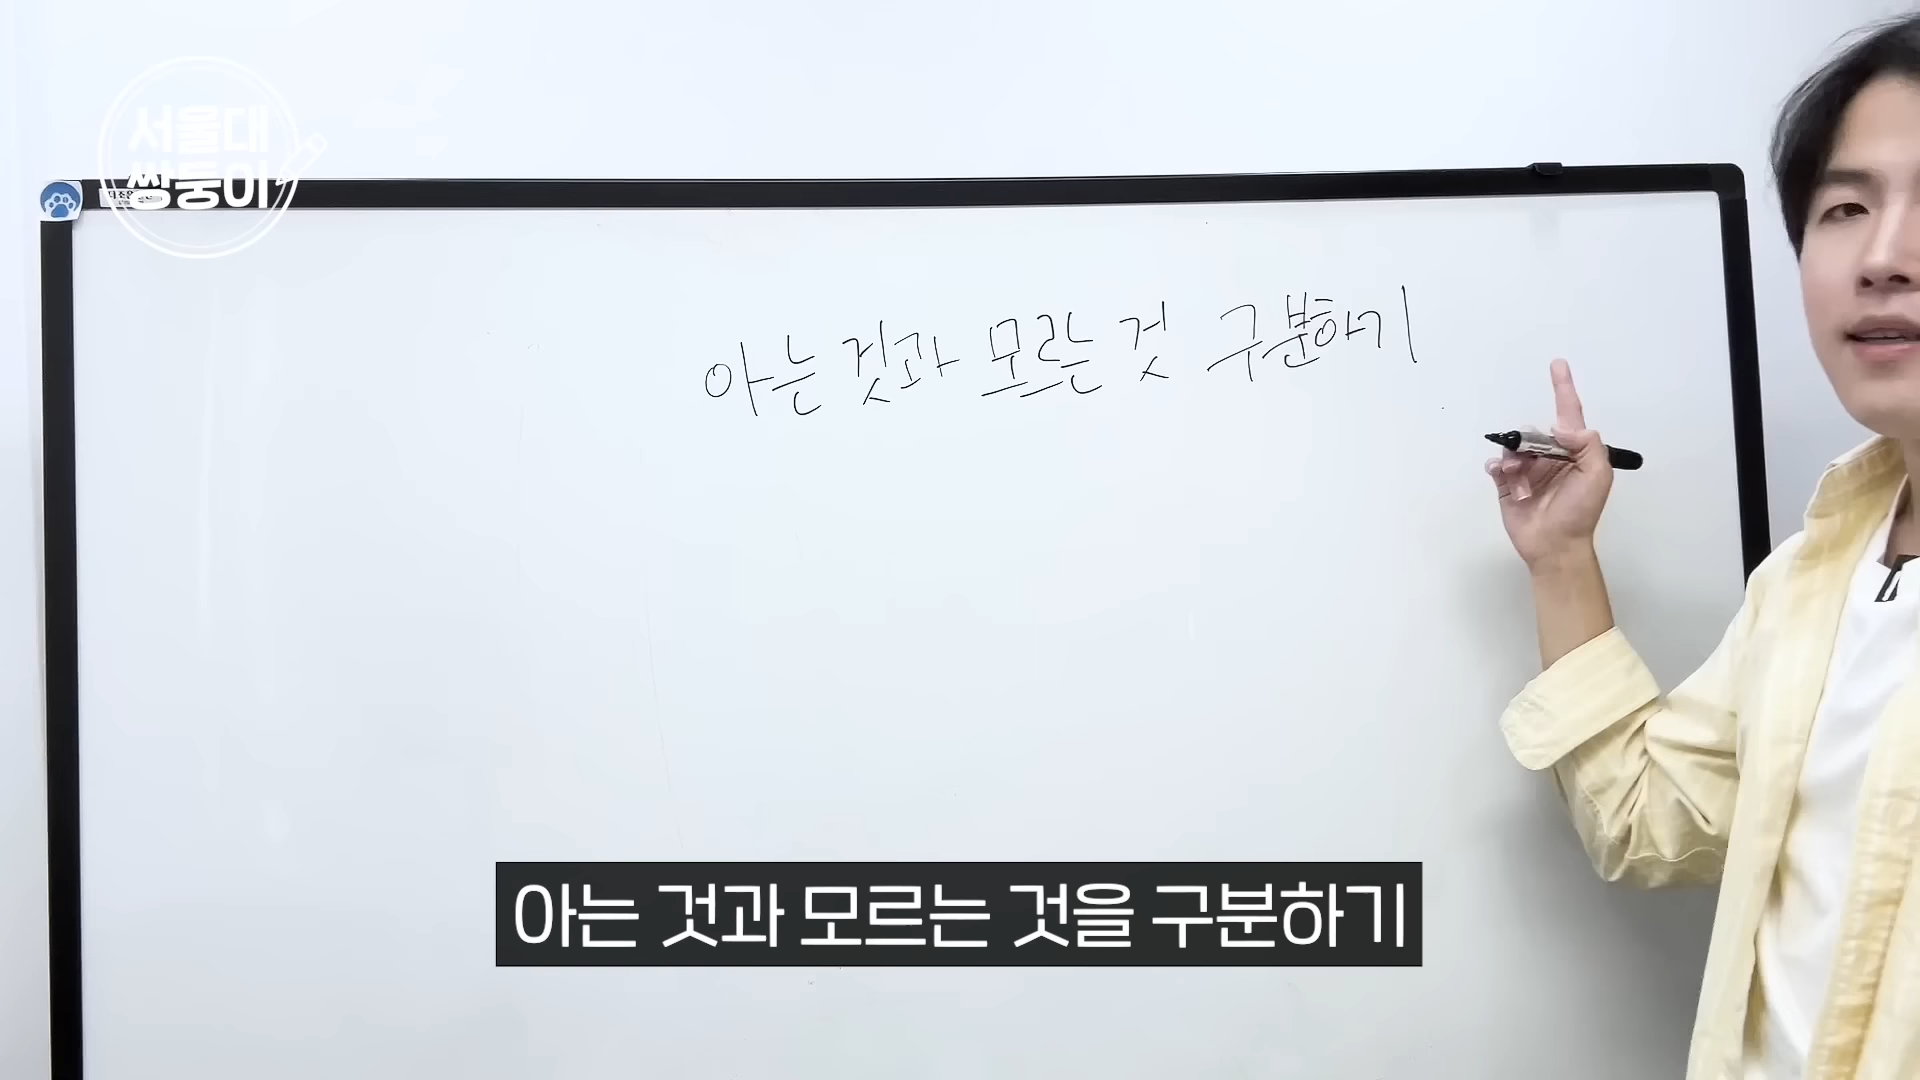 서울대
쌍둥이
아는 것과 모르는 것 구분하기
아는 것과 모르는 것을 구분하기